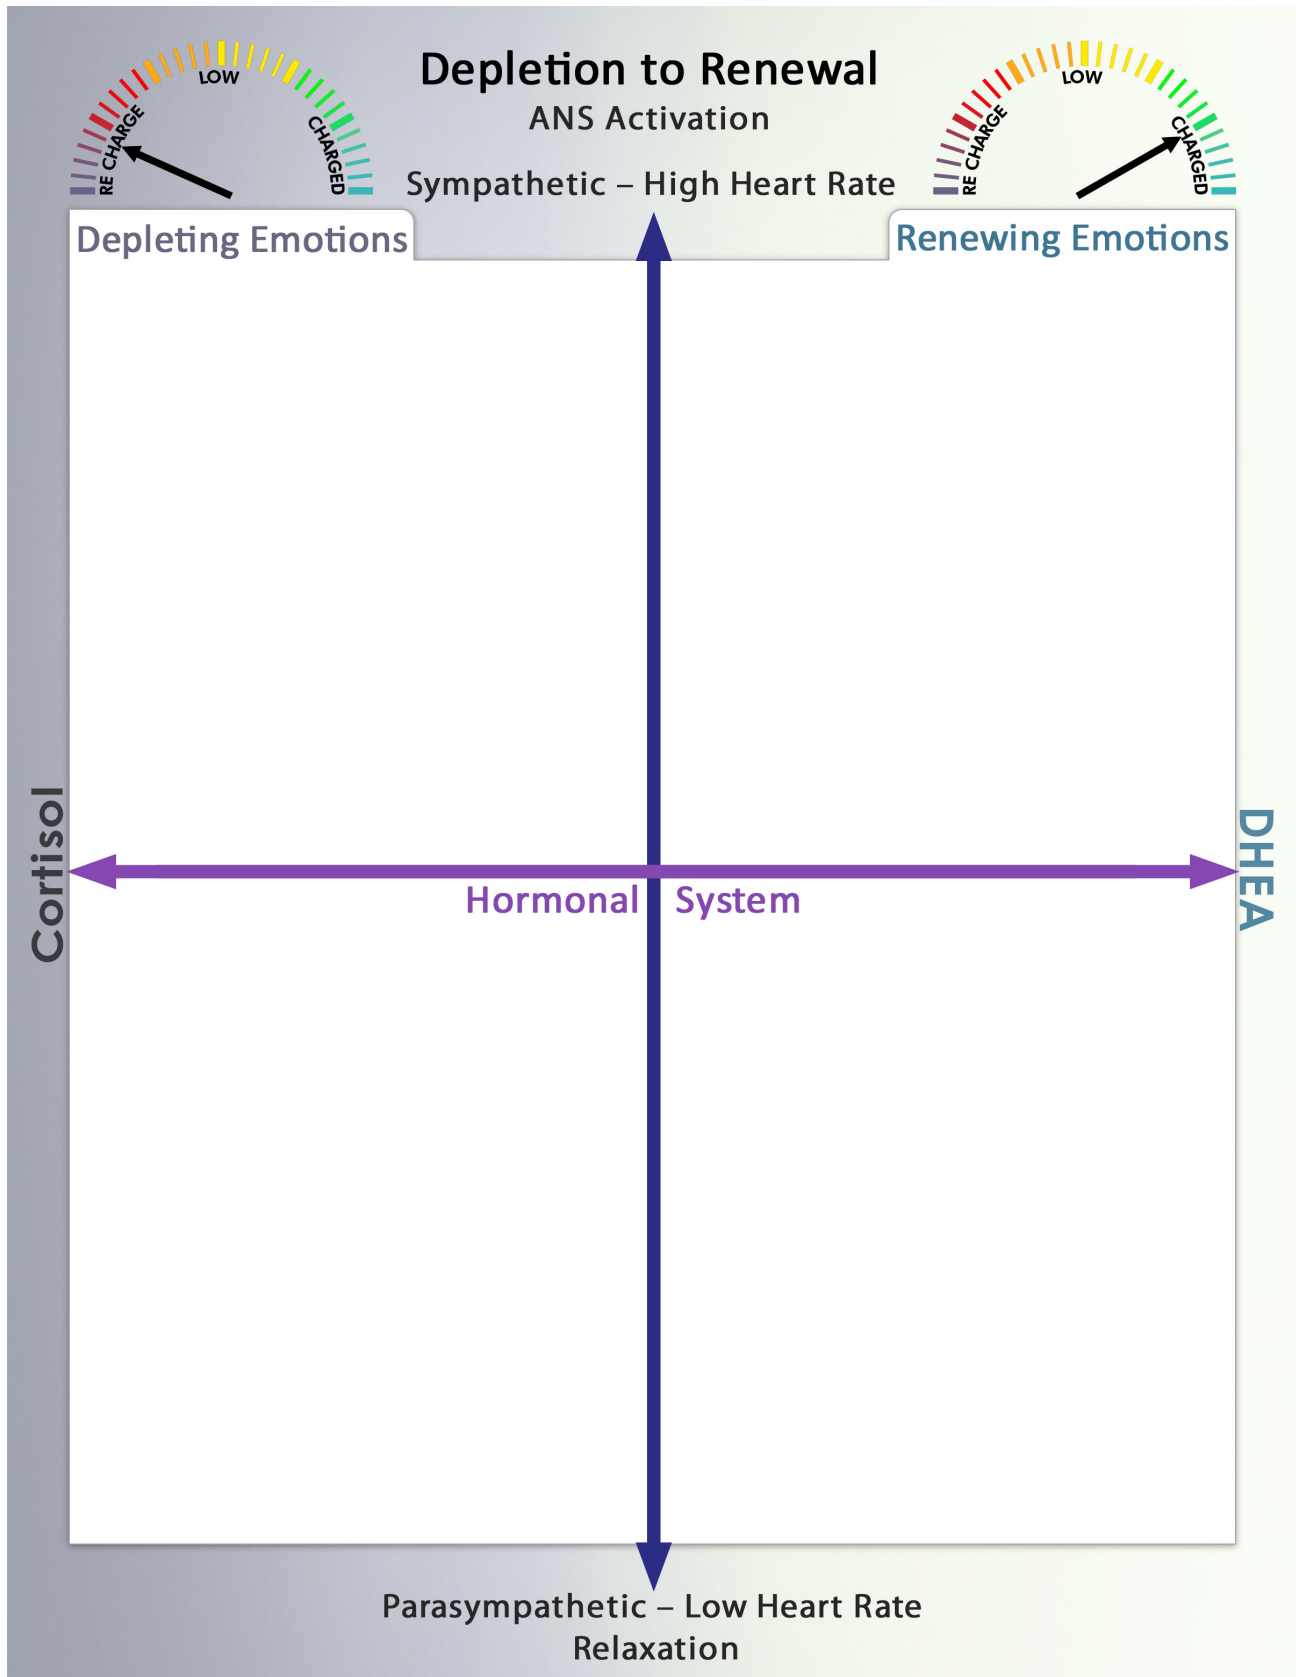 Depletion to Renewal
ANS Activation
Sympathetic – High Heart Rate
RE CHARGE
LOW
CHARGED
RE CHARGE
LOW
CHARGED
Depleting Emotions
Renewing Emotions
Cortisol
DHEA
Hormonal System
Parasympathetic – Low Heart Rate
Relaxation